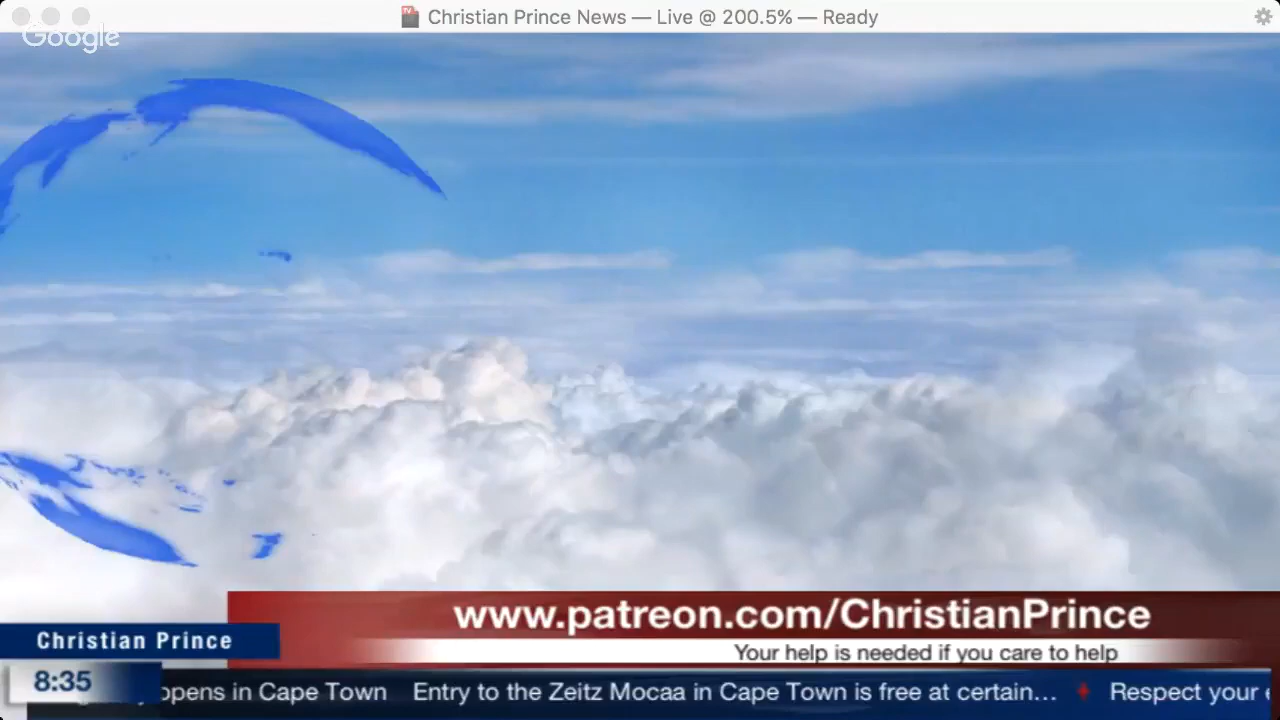 Christian Prince News — Live @ 200.5% — Ready
Google
www.patreon.com/ChristianPrince
Your help is needed if you care to help
Christian Prince
8:35
opens in Cape Town Entry to the Zeitz Mocaa in Cape Town is free at certain... Respect your